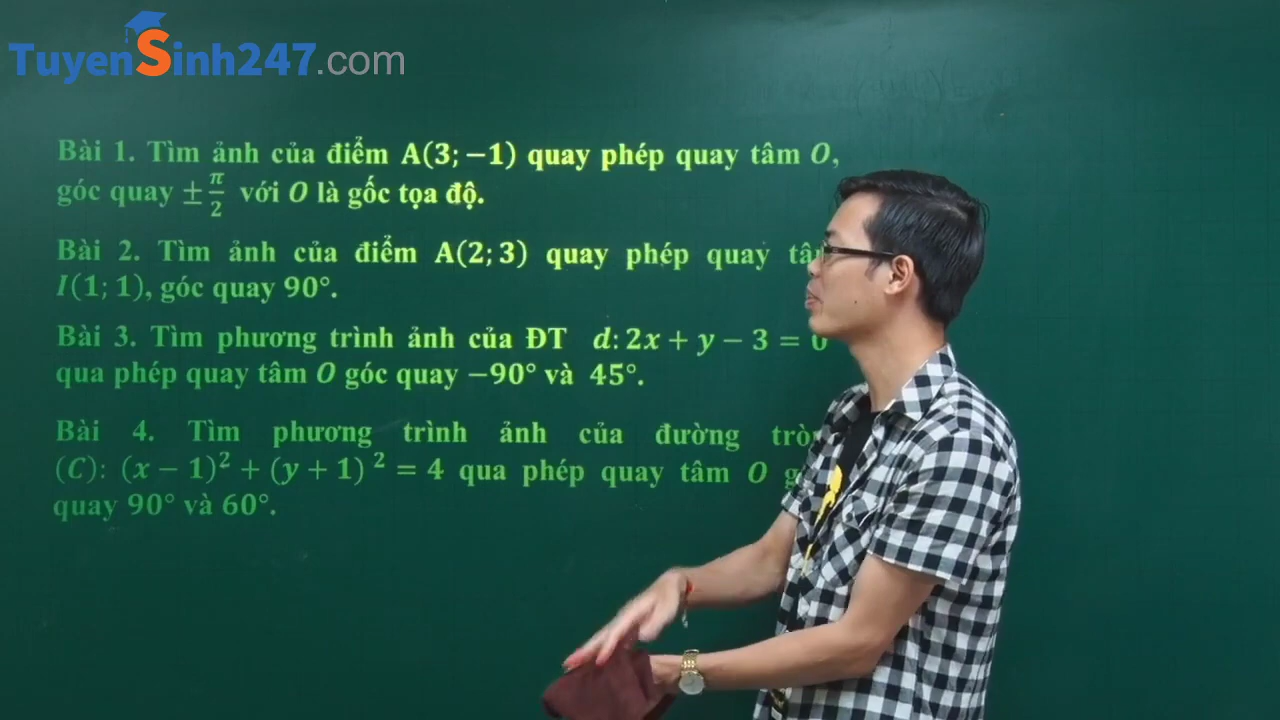 TuyenSinh247.com
Bài 1. Tìm ảnh của điểm A(3; −1) quay phép quay tâm O,
góc quay ± π/2 với O là gốc tọa độ.
Bài 2. Tìm ảnh của điểm A(2; 3) quay phép quay
I(1; 1), góc quay 90°.
Bài 3. Tìm phương trình ảnh của ĐT d: 2x + y − 3 = 0
qua phép quay tâm O góc quay −90° và 45°.
Bài 4. Tìm phương trình ảnh của đường
(C): (x − 1)² + (y + 1)² = 4 qua phép quay tâm O
quay 90° và 60°.